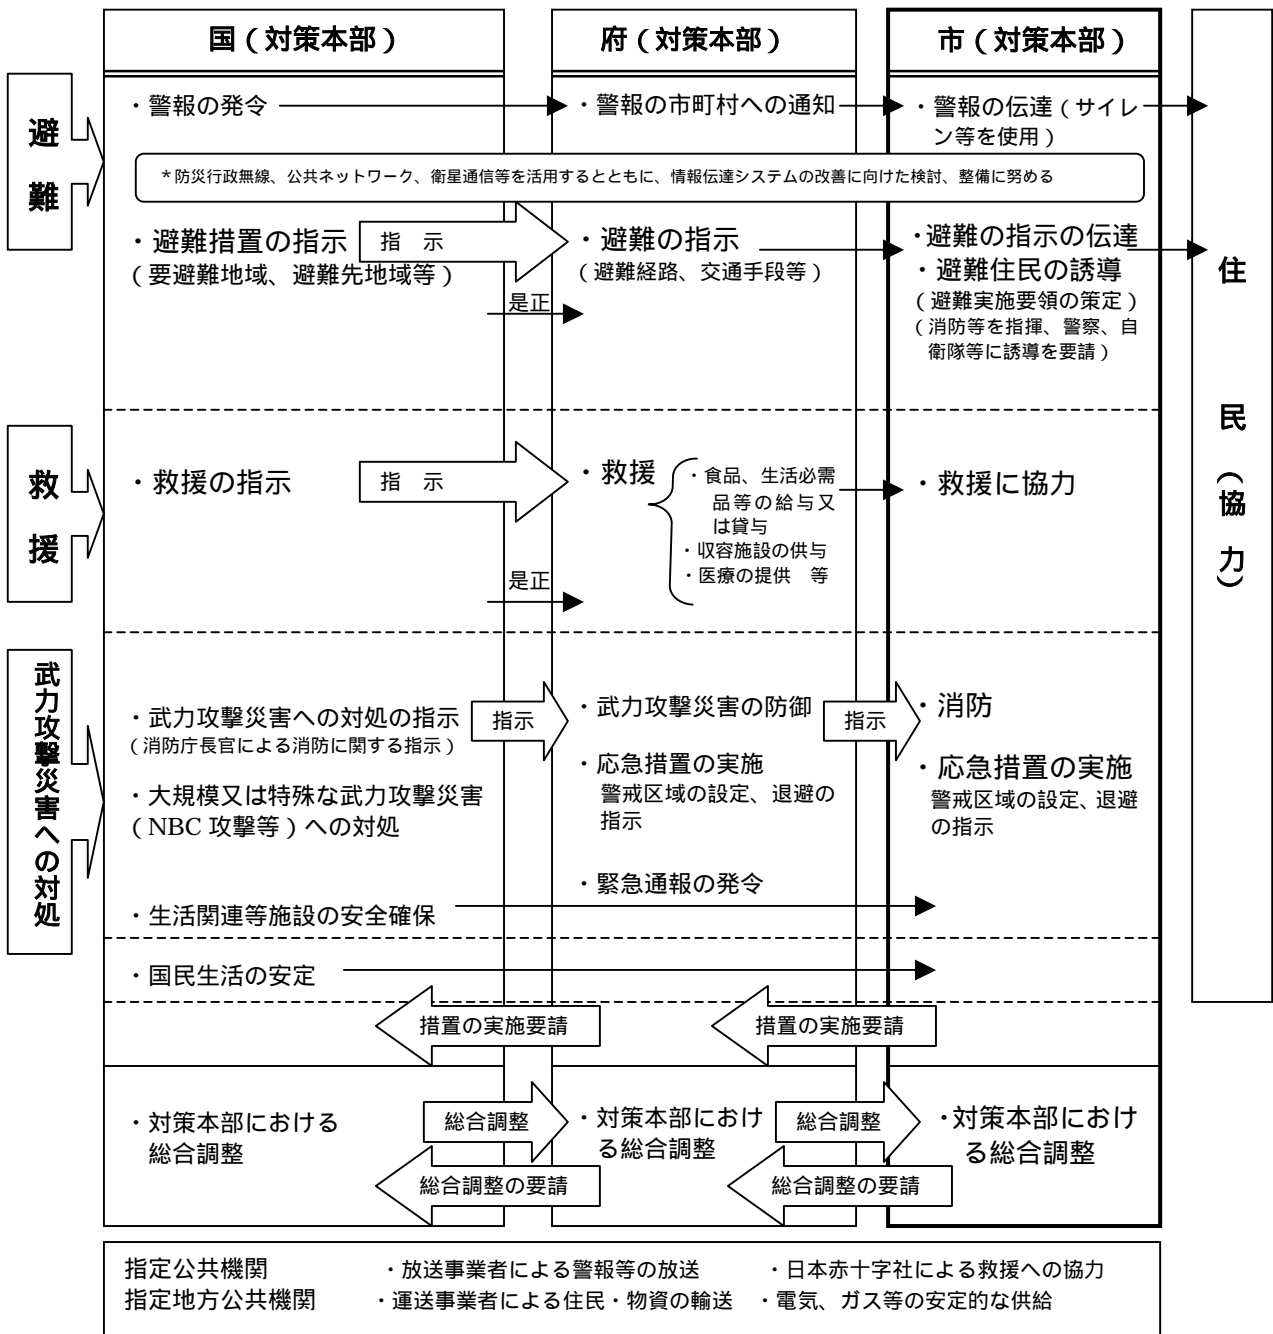 国（対策本部）
府（対策本部）
市（対策本部）
避難
・警報の発令
・警報の市町村への通知
・警報の伝達（サイレ
ン等を使用）
＊防災行政無線、公共ネットワーク、衛星通信等を活用するとともに、情報伝達システムの改善に向けた検討、整備に努める
・避難措置の指示
（要避難地域、避難先地域等）
指　示
是正
・避難の指示
（避難経路、交通手段等）
・避難の指示の伝達
・避難住民の誘導
（避難実施要領の策定）
（消防等を指揮、警察、自
衛隊等に誘導を要請）
住民（協力）
救援
・救援の指示
指　示
是正
・救援
・食品、生活必需
品等の給与又
は貸与
・収容施設の供与
・医療の提供　等
・救援に協力
武力攻撃災害への対処
・武力攻撃災害への対処の指示
（消防庁長官による消防に関する指示）
・大規模又は特殊な武力攻撃災害
（NBC 攻撃等）への対処
・生活関連等施設の安全確保
指示
・武力攻撃災害の防御
・応急措置の実施
警戒区域の設定、退避の
指示
・緊急通報の発令
指示
・消防
・応急措置の実施
警戒区域の設定、退避
の指示
・国民生活の安定
措置の実施要請
措置の実施要請
・対策本部における
総合調整
総合調整
総合調整の要請
・対策本部におけ
る総合調整
総合調整
総合調整の要請
・対策本部におけ
る総合調整
指定公共機関
・放送事業者による警報等の放送
・日本赤十字社による救援への協力
指定地方公共機関
・運送事業者による住民・物資の輸送
・電気、ガス等の安定的な供給